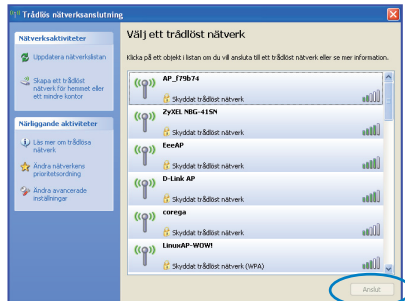 Trådlös nätverksanslutning
Nätverksaktiviteter
Uppdatera nätverkslistan
Skapa ett trådlöst
nätverk för hemmet eller
ett mindre kontor
Närliggande aktiviteter
Läs mer om trådlösa
nätverk
Ändra nätverkens
prioritetsordning
Ändra avancerade
inställningar
Välj ett trådlöst nätverk
Klicka på ett objekt i listan om du vill ansluta till ett trådlöst nätverk eller se mer information.
AP_f79b74
Skyddat trådlöst nätverk
ZyXEL NBG-415N
Skyddat trådlöst nätverk
EeeAP
Skyddat trådlöst nätverk
D-Link AP
Skyddat trådlöst nätverk
corega
Skyddat trådlöst nätverk
LinuxAP-WOW!
Skyddat trådlöst nätverk (WPA)
Anslut